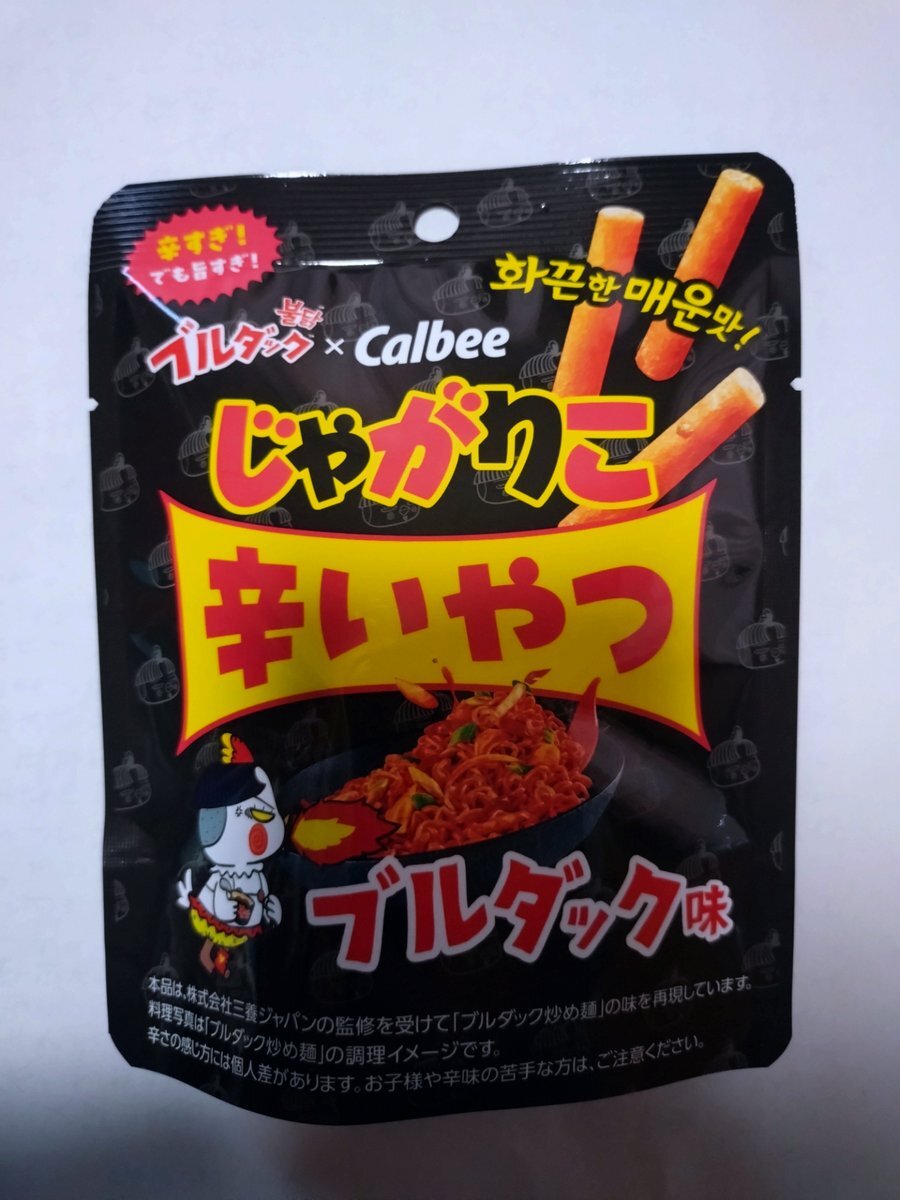 辛すぎ!
でも旨すぎ!
불닭
ブルダック × Calbee
화끈한 매운맛!
じゃがりこ
辛いやつ
ブルダック味
本品は、株式会社三養ジャパンの監修を受けて「ブルダック炒め麺」の味を再現しています。
料理写真は「ブルダック炒め麺」の調理イメージです。
辛さの感じ方には個人差があります。お子様や辛味の苦手な方は、ご注意ください。